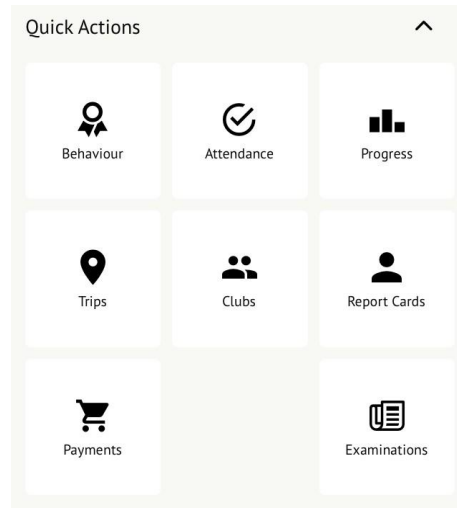 Quick Actions
Behaviour
Attendance
Progress
Trips
Clubs
Report Cards
Payments
Examinations